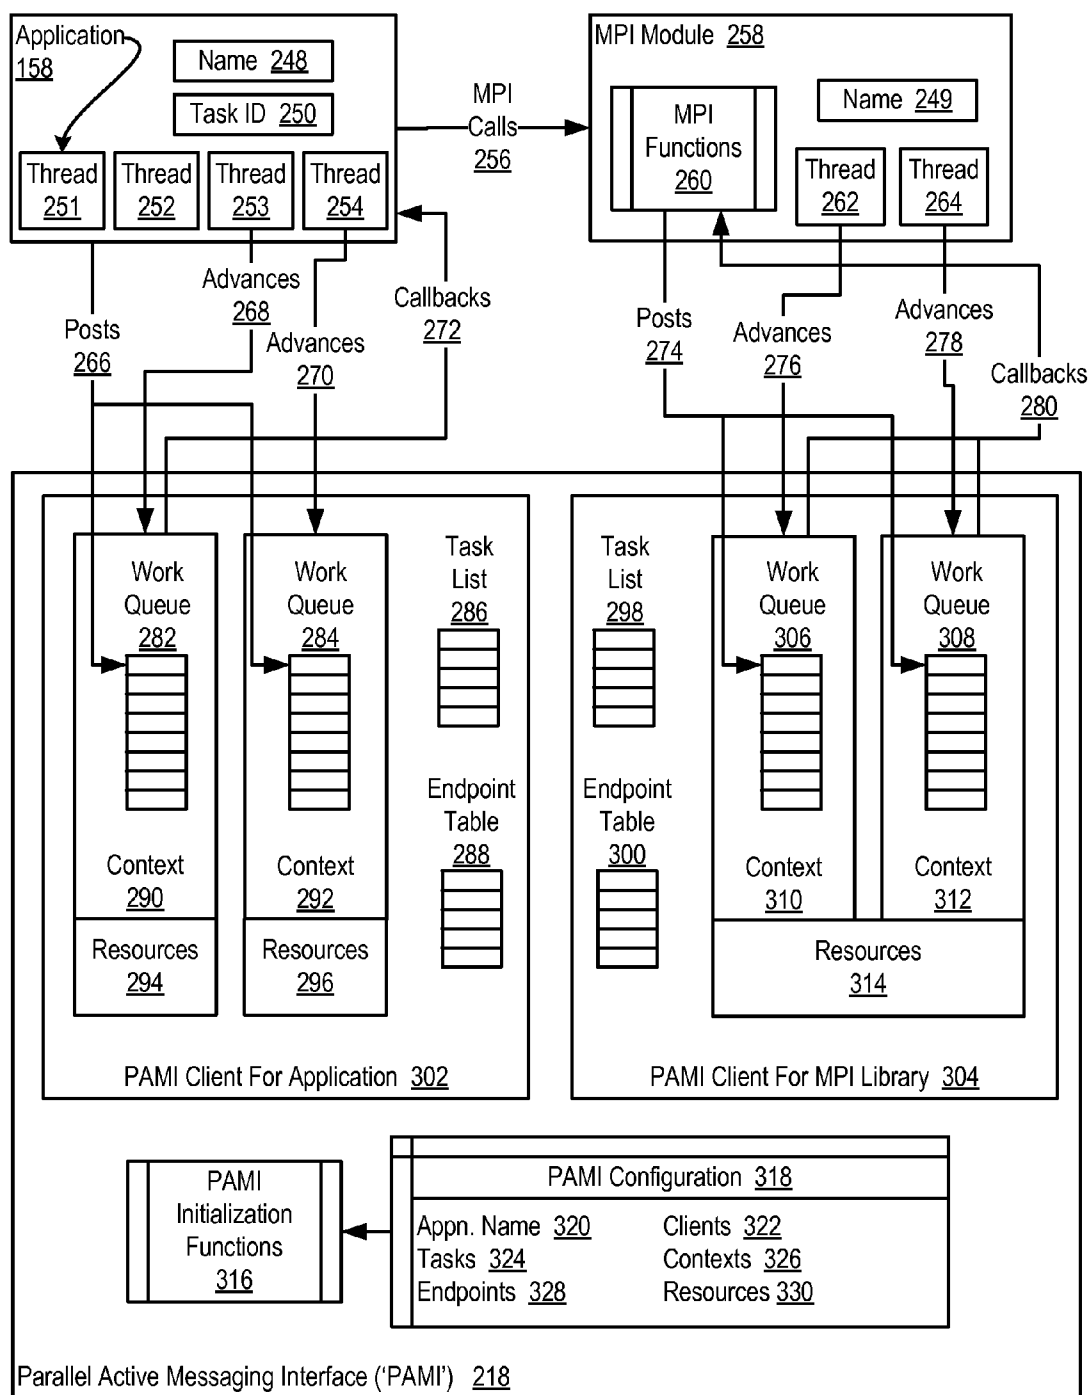 Application
158
Name 248
Task ID 250
Thread
251
Thread
252
Thread
253
Thread
254
MPI
Calls
256
MPI Module 258
MPI
Functions
260
Name 249
Thread
262
Thread
264
Posts
266
Advances
268
Advances
270
Callbacks
272
Posts
274
Advances
276
Advances
278
Callbacks
280
Work
Queue
282
Context
290
Resources
294
Work
Queue
284
Context
292
Resources
296
Task
List
286
Endpoint
Table
288
PAMI Client For Application 302
Task
List
298
Endpoint
Table
300
Work
Queue
306
Context
310
Work
Queue
308
Context
312
Resources
314
PAMI Client For MPI Library 304
PAMI
Initialization
Functions
316
PAMI Configuration 318
Appn. Name 320 Clients 322
Tasks 324 Contexts 326
Endpoints 328 Resources 330
Parallel Active Messaging Interface (‘PAMI’) 218